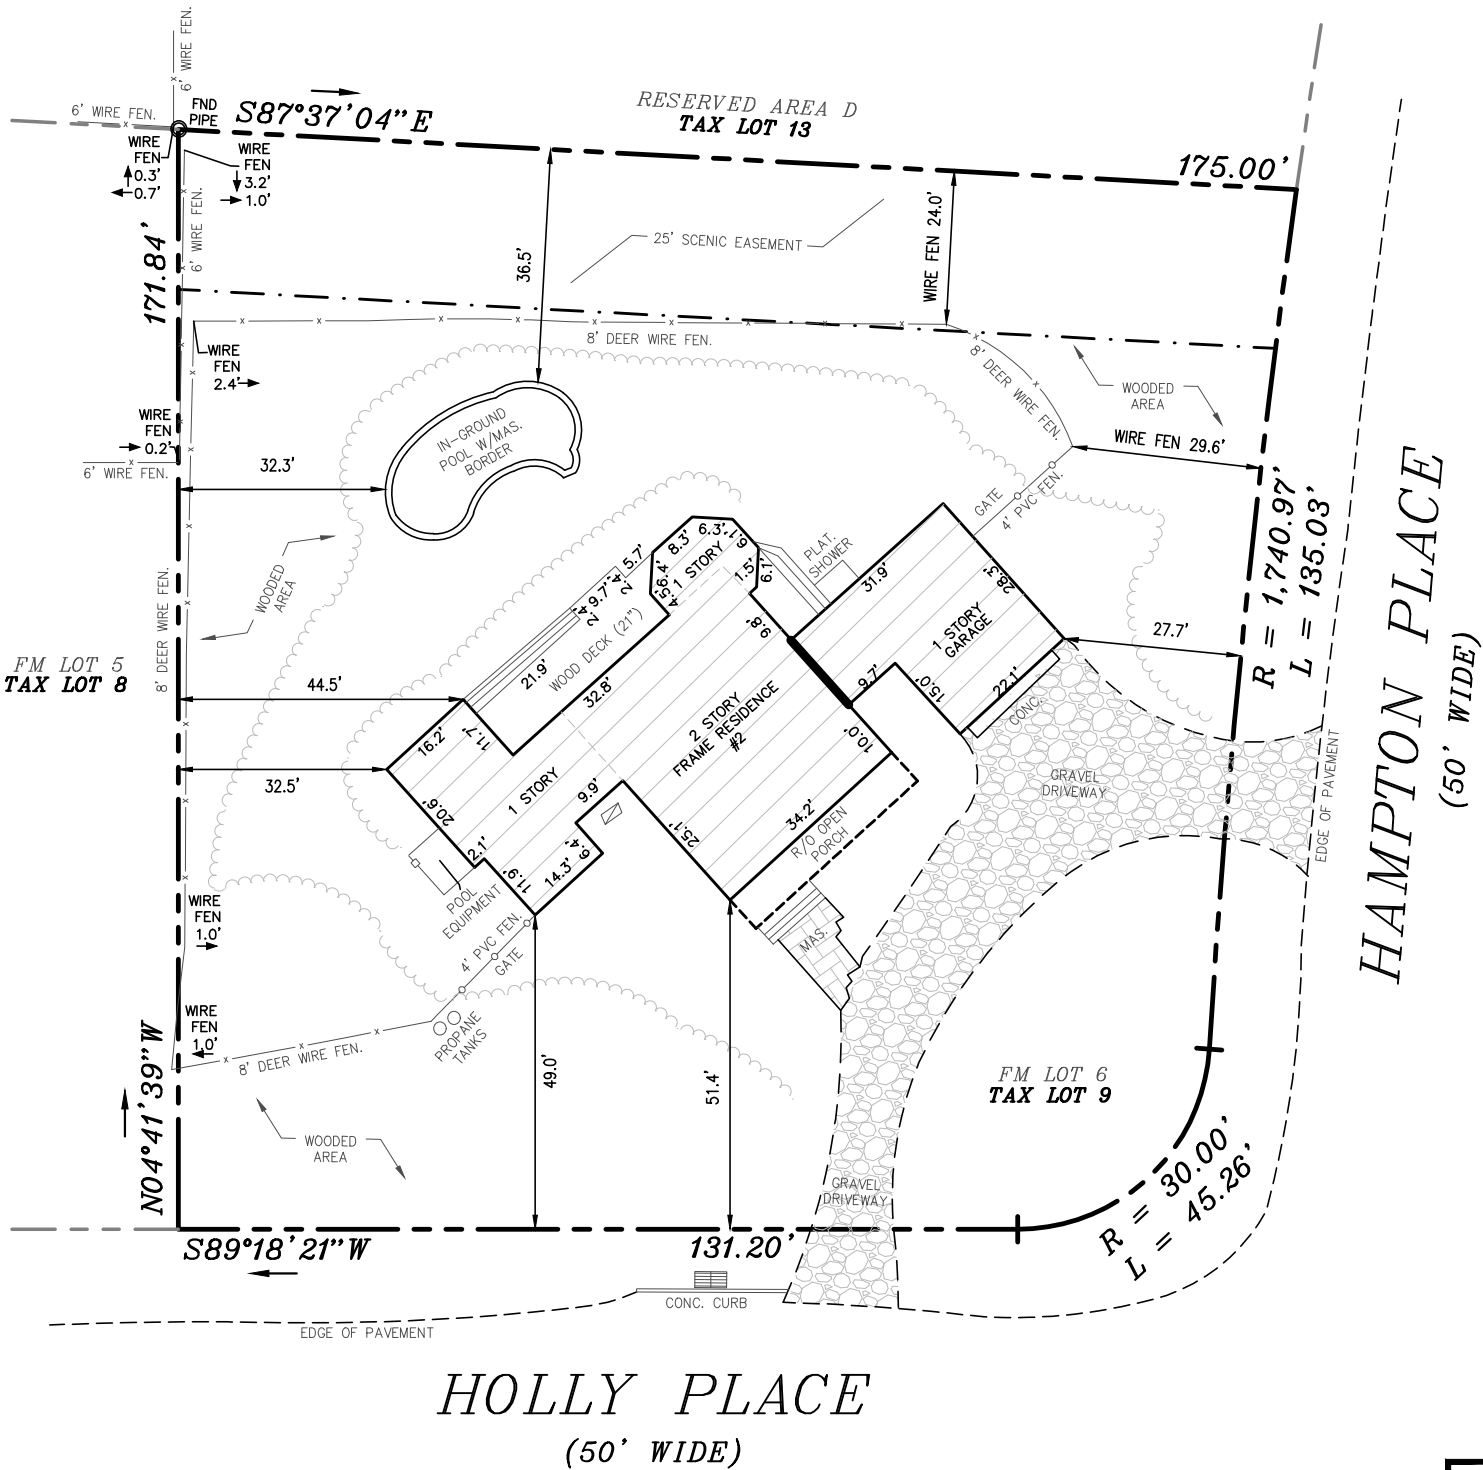 6' WIRE FEN.
6' WIRE FEN.
FND
PIPE
S87°37'04"E
RESERVED AREA D
TAX LOT 13
175.00'
WIRE
FEN
0.3'
0.7'
WIRE
FEN
3.2'
1.0'
6' WIRE FEN.
171.84'
36.5'
25' SCENIC EASEMENT
WIRE FEN 24.0'
8' DEER WIRE FEN.
8' DEER WIRE FEN.
WIRE
FEN
2.4'
WOODED
AREA
WIRE
FEN
0.2'
6' WIRE FEN.
32.3'
IN-GROUND
POOL W/MAS.
BORDER
WIRE FEN 29.6'
GATE
4' PVC FEN.
R = 1,740.97'
L = 135.03'
HAMPTON PLACE
(50' WIDE)
WOODED
AREA
8' DEER WIRE FEN.
FM LOT 5
TAX LOT 8
44.5'
32.5'
PLAT.
SHOWER
6.3'
6.1'
8.3'
1 STORY
6.4'
4.5'
1.5'
6.7'
5.7'
2.4'
9.7'
2.4'
21.9'
WOOD DECK (21")
32.8'
9.8'
31.9'
28.3'
1 STORY
GARAGE
27.7'
9.7'
15.0'
22.1'
CONC.
2 STORY
FRAME RESIDENCE
#2
10.0'
16.2'
11.7'
1 STORY
9.9'
20.6'
2.1'
11.9'
14.3'
6.4'
25.1'
34.2'
R/O OPEN
PORCH
MAS.
GRAVEL
DRIVEWAY
EDGE OF PAVEMENT
POOL
EQUIPMENT
4' PVC FEN.
GATE
WIRE
FEN
1.0'
WIRE
FEN
1.0'
8' DEER WIRE FEN.
PROPANE
TANKS
49.0'
51.4'
FM LOT 6
TAX LOT 9
N04°41'39"W
WOODED
AREA
GRAVEL
DRIVEWAY
R = 30.00'
L = 45.26'
S89°18'21"W
131.20'
CONC. CURB
EDGE OF PAVEMENT
HOLLY PLACE
(50' WIDE)